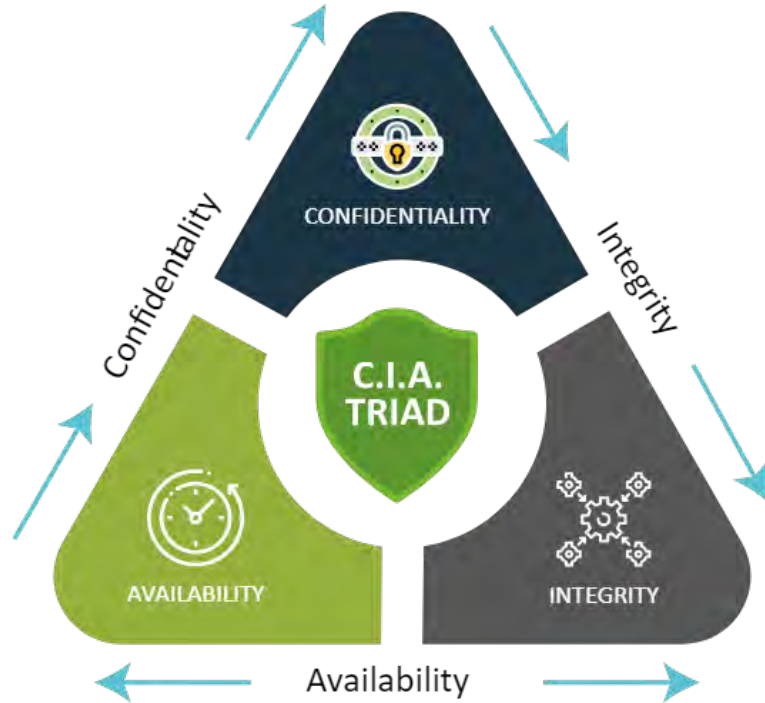 CONFIDENTIALITY
Confidentality
Integrity
C.I.A.
TRIAD
AVAILABILITY
INTEGRITY
Availability